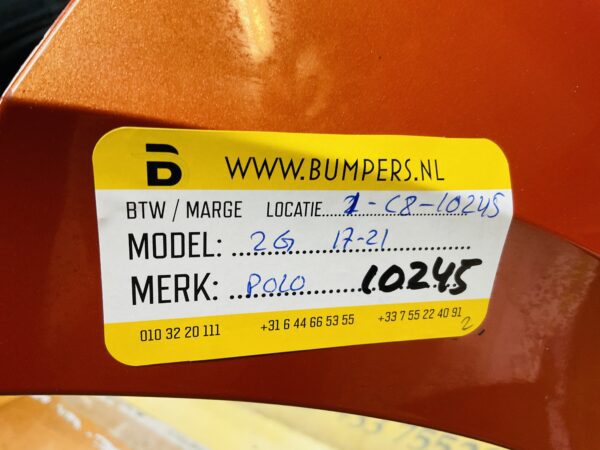 B WWW.BUMPERS.NL
BTW / MARGE LOCATIE.....1-C8-10245
MODEL: ...2G 17-21
MERK: ...POLO 10245
010 32 20 111 +31 6 44 66 53 55 +33 7 55 22 40 91
2